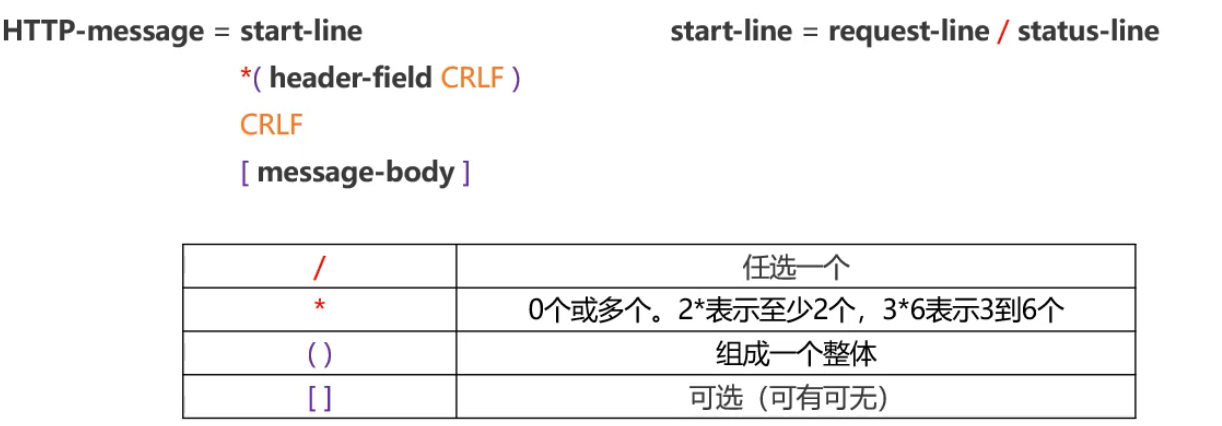 HTTP-message = start-line start-line = request-line / status-line
*( header-field CRLF )
CRLF
[ message-body ]
/ 任选一个
* 0个或多个。2*表示至少2个，3*6表示3到6个
( ) 组成一个整体
[ ] 可选（可有可无）